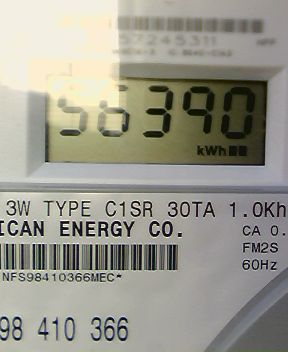 57245311
56390
kWh
3W TYPE C1SR 30TA 1.0Kh
ICAN ENERGY CO.
CA 0.
FM2S
60Hz
NFS98410366MEC*
98 410 366